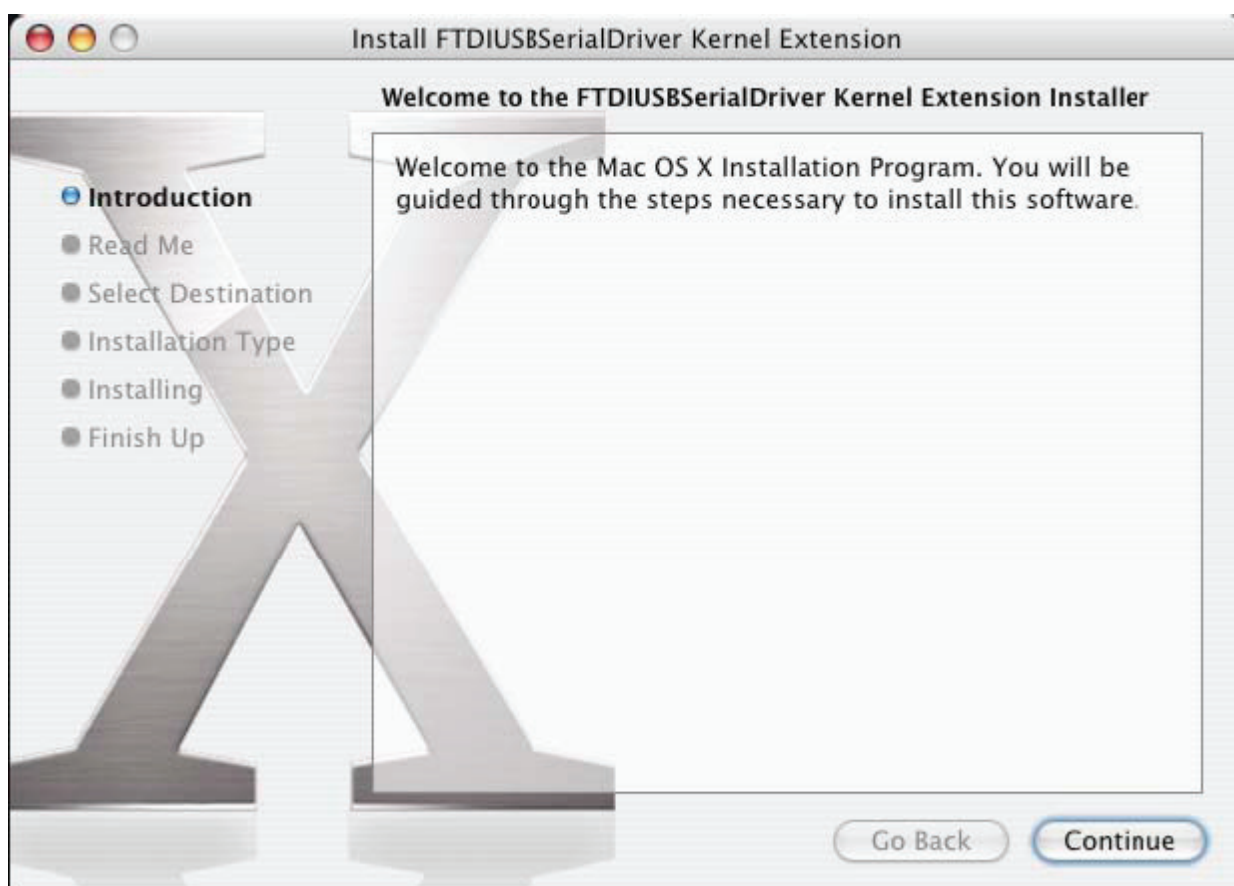 Install FTDIUSBSerialDriver Kernel Extension
Welcome to the FTDIUSBSerialDriver Kernel Extension Installer
Introduction
Read Me
Select Destination
Installation Type
Installing
Finish Up
Welcome to the Mac OS X Installation Program. You will be
guided through the steps necessary to install this software.
Go Back
Continue